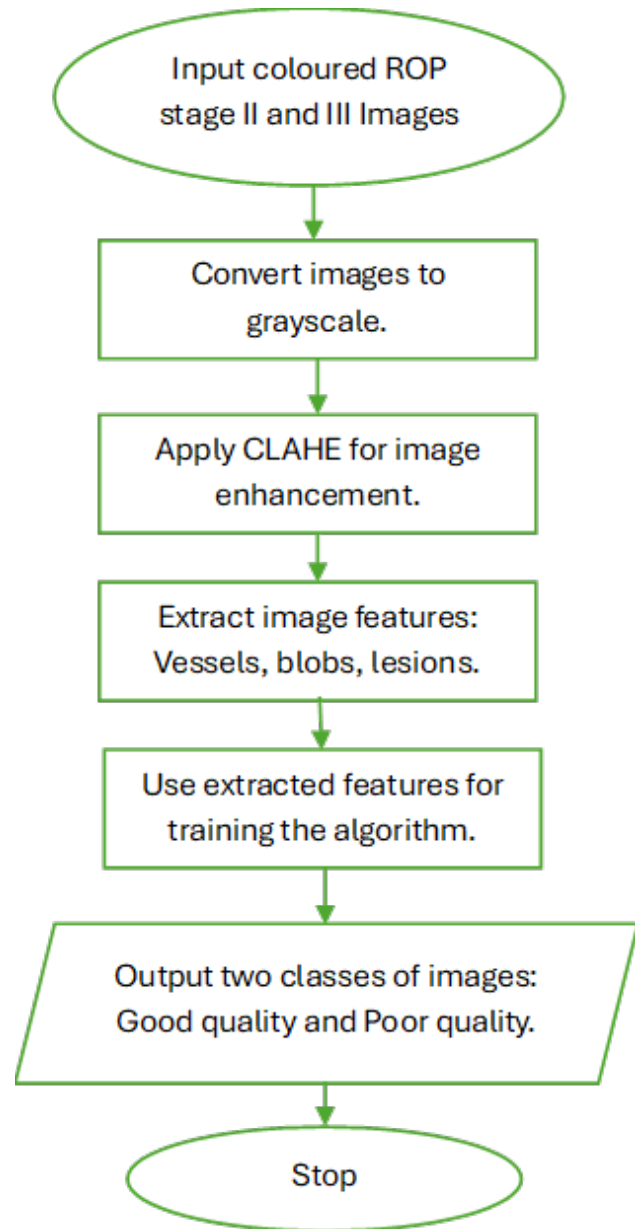 Input coloured ROP
stage II and III Images
Convert images to
grayscale.
Apply CLAHE for image
enhancement.
Extract image features:
Vessels, blobs, lesions.
Use extracted features for
training the algorithm.
Output two classes of images:
Good quality and Poor quality.
Stop